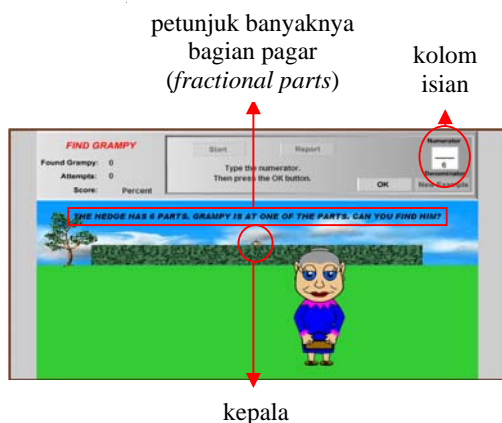 petunjuk banyaknya
bagian pagar
(fractional parts)
kolom
isian
FIND GRAMPY
Found Grampy: 0
Attempts: 0
Score: Percent
Start
Report
Type the numerator.
Then press the OK button.
OK
Numerator
6
Denominator
New Example
THE HEDGE HAS 6 PARTS. GRAMPY IS AT ONE OF THE PARTS. CAN YOU FIND HIM?
kepala